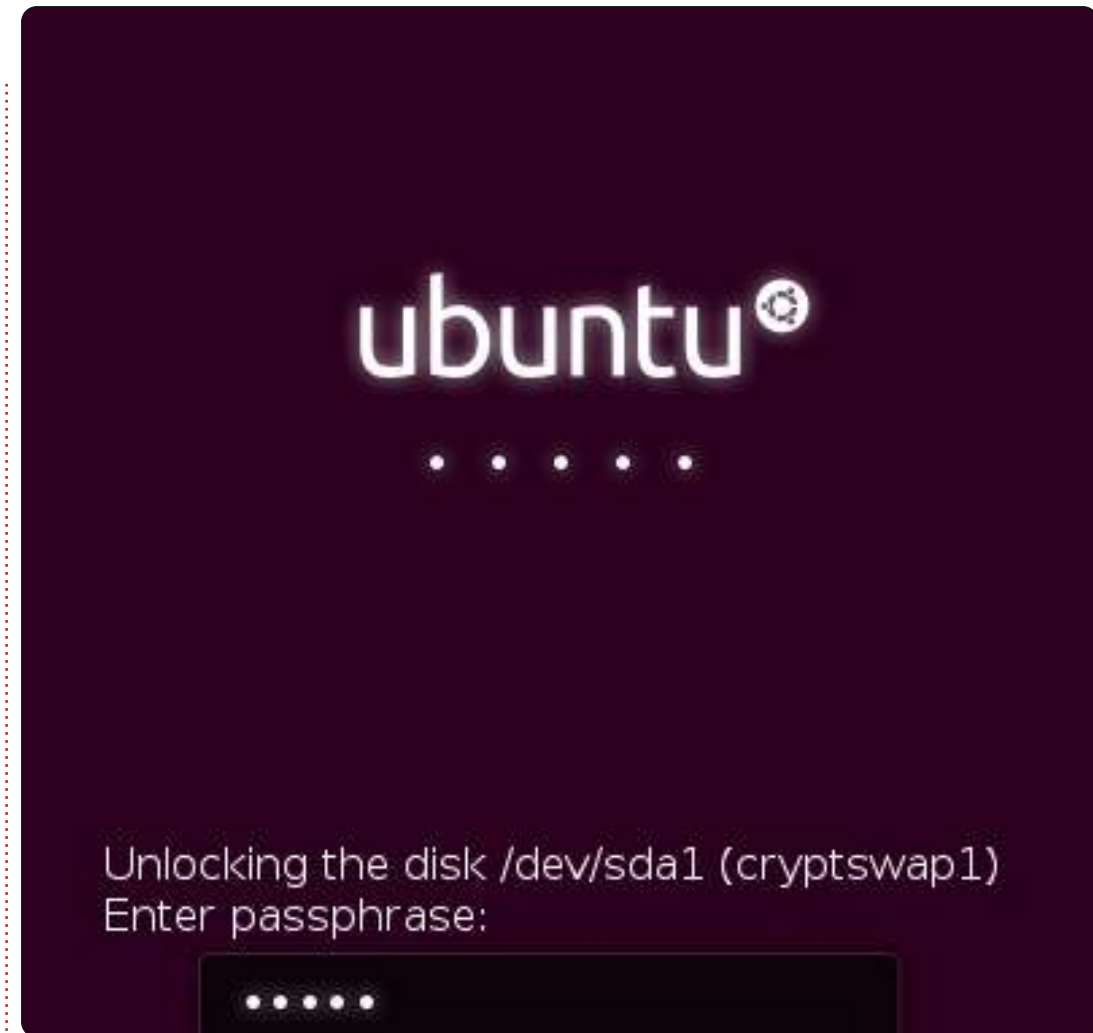 ubuntu
Unlocking the disk /dev/sda1 (cryptswap1)
Enter passphrase: